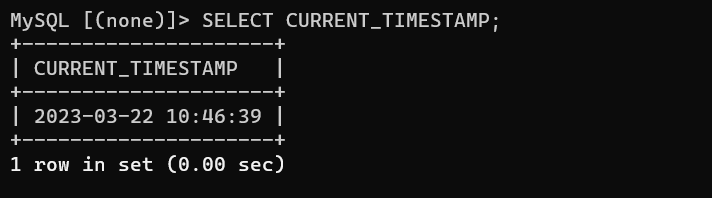 MySQL [(none)]> SELECT CURRENT_TIMESTAMP;
+---------------------+
| CURRENT_TIMESTAMP   |
+---------------------+
| 2023-03-22 10:46:39 |
+---------------------+
1 row in set (0.00 sec)